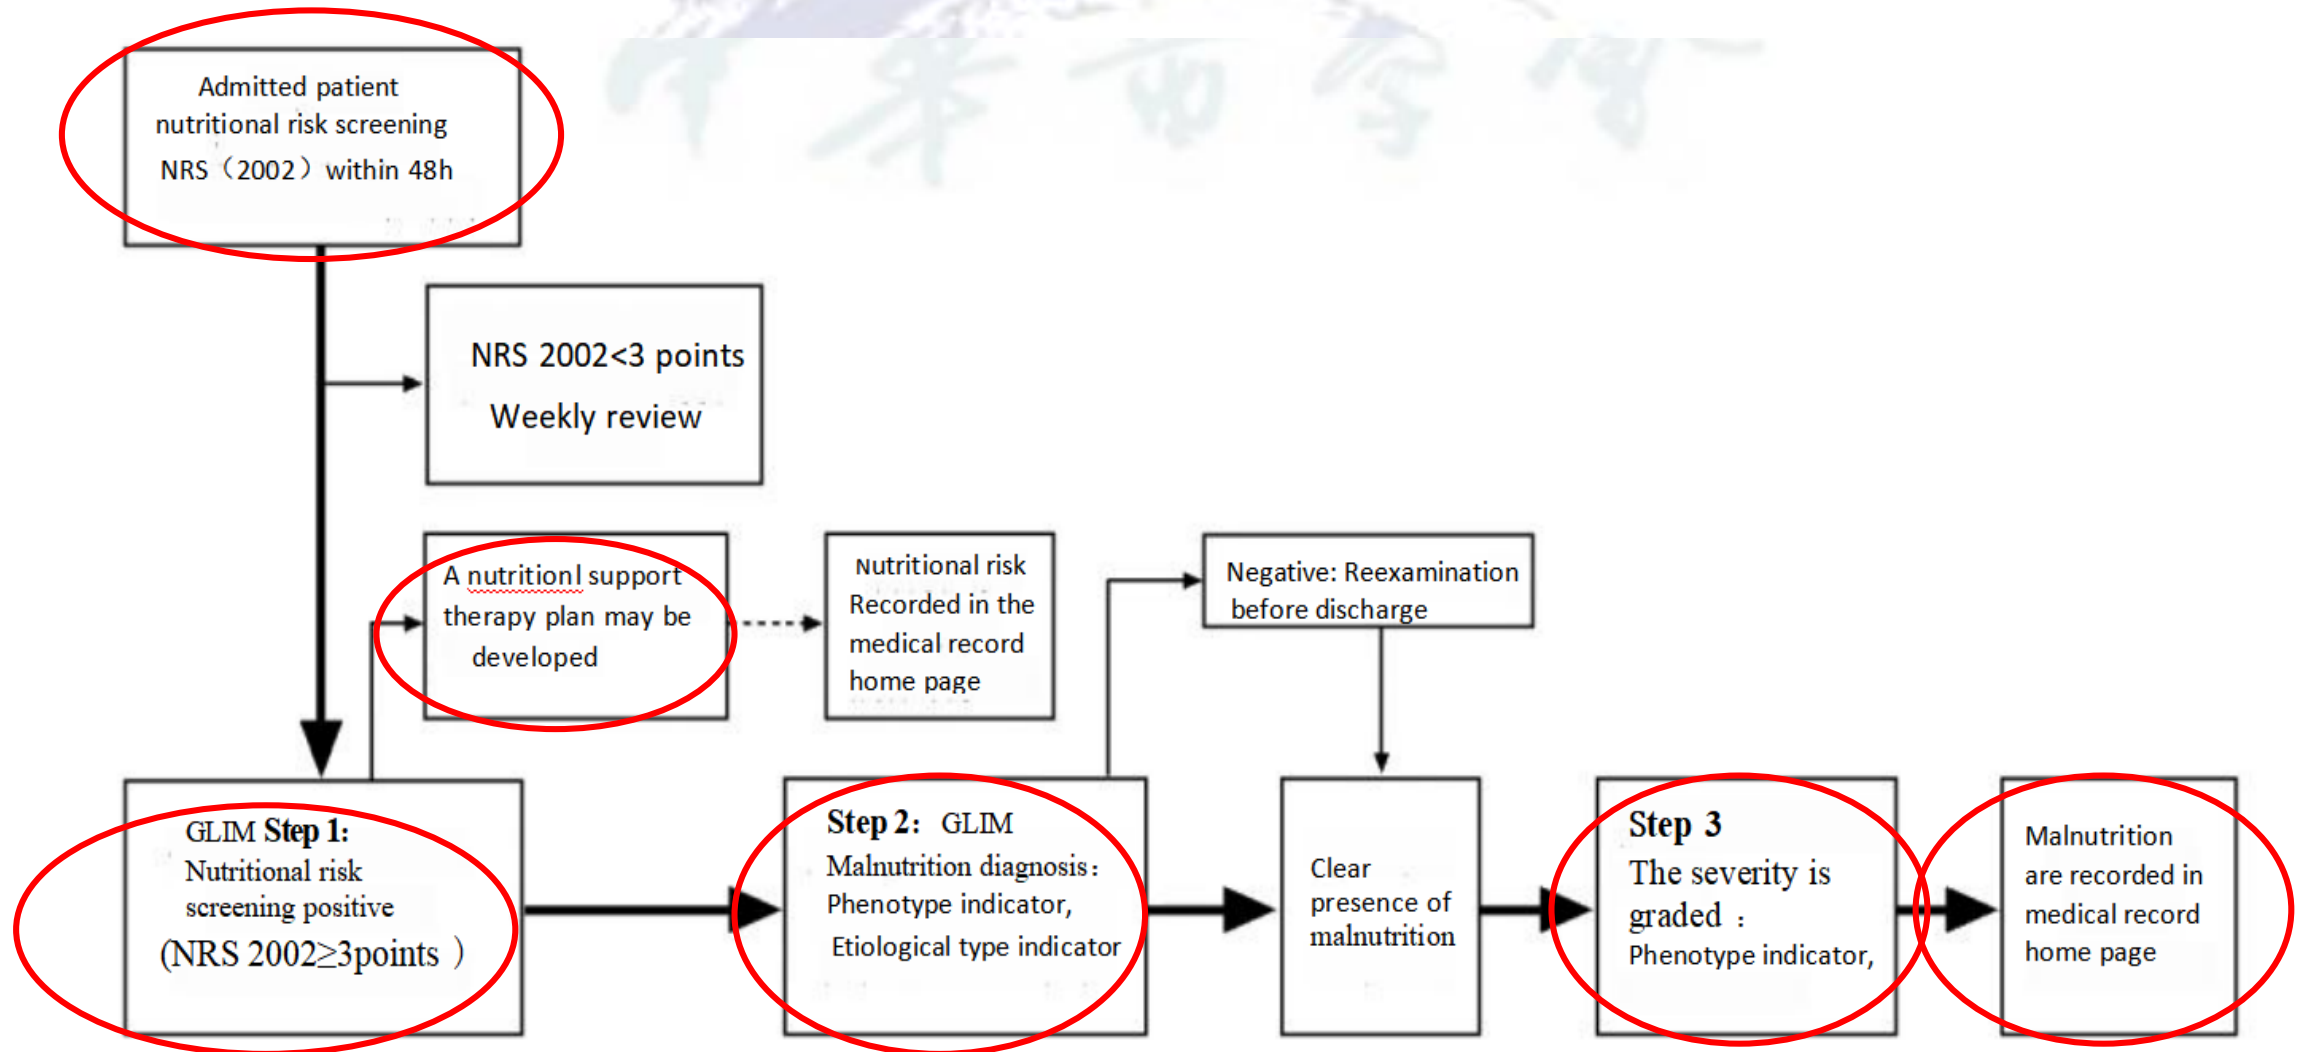 Admitted patient
nutritional risk screening
NRS（2002）within 48h
NRS 2002<3 points
Weekly review
A nutritionl support
therapy plan may be
developed
Nutritional risk
Recorded in the
medical record
home page
Negative: Reexamination
before discharge
GLIM Step 1:
Nutritional risk
screening positive
(NRS 2002≥3points ）
Step 2：GLIM
Malnutrition diagnosis：
Phenotype indicator,
Etiological type indicator
Clear
presence of
malnutrition
Step 3
The severity is
graded：
Phenotype indicator,
Malnutrition
are recorded in
medical record
home page